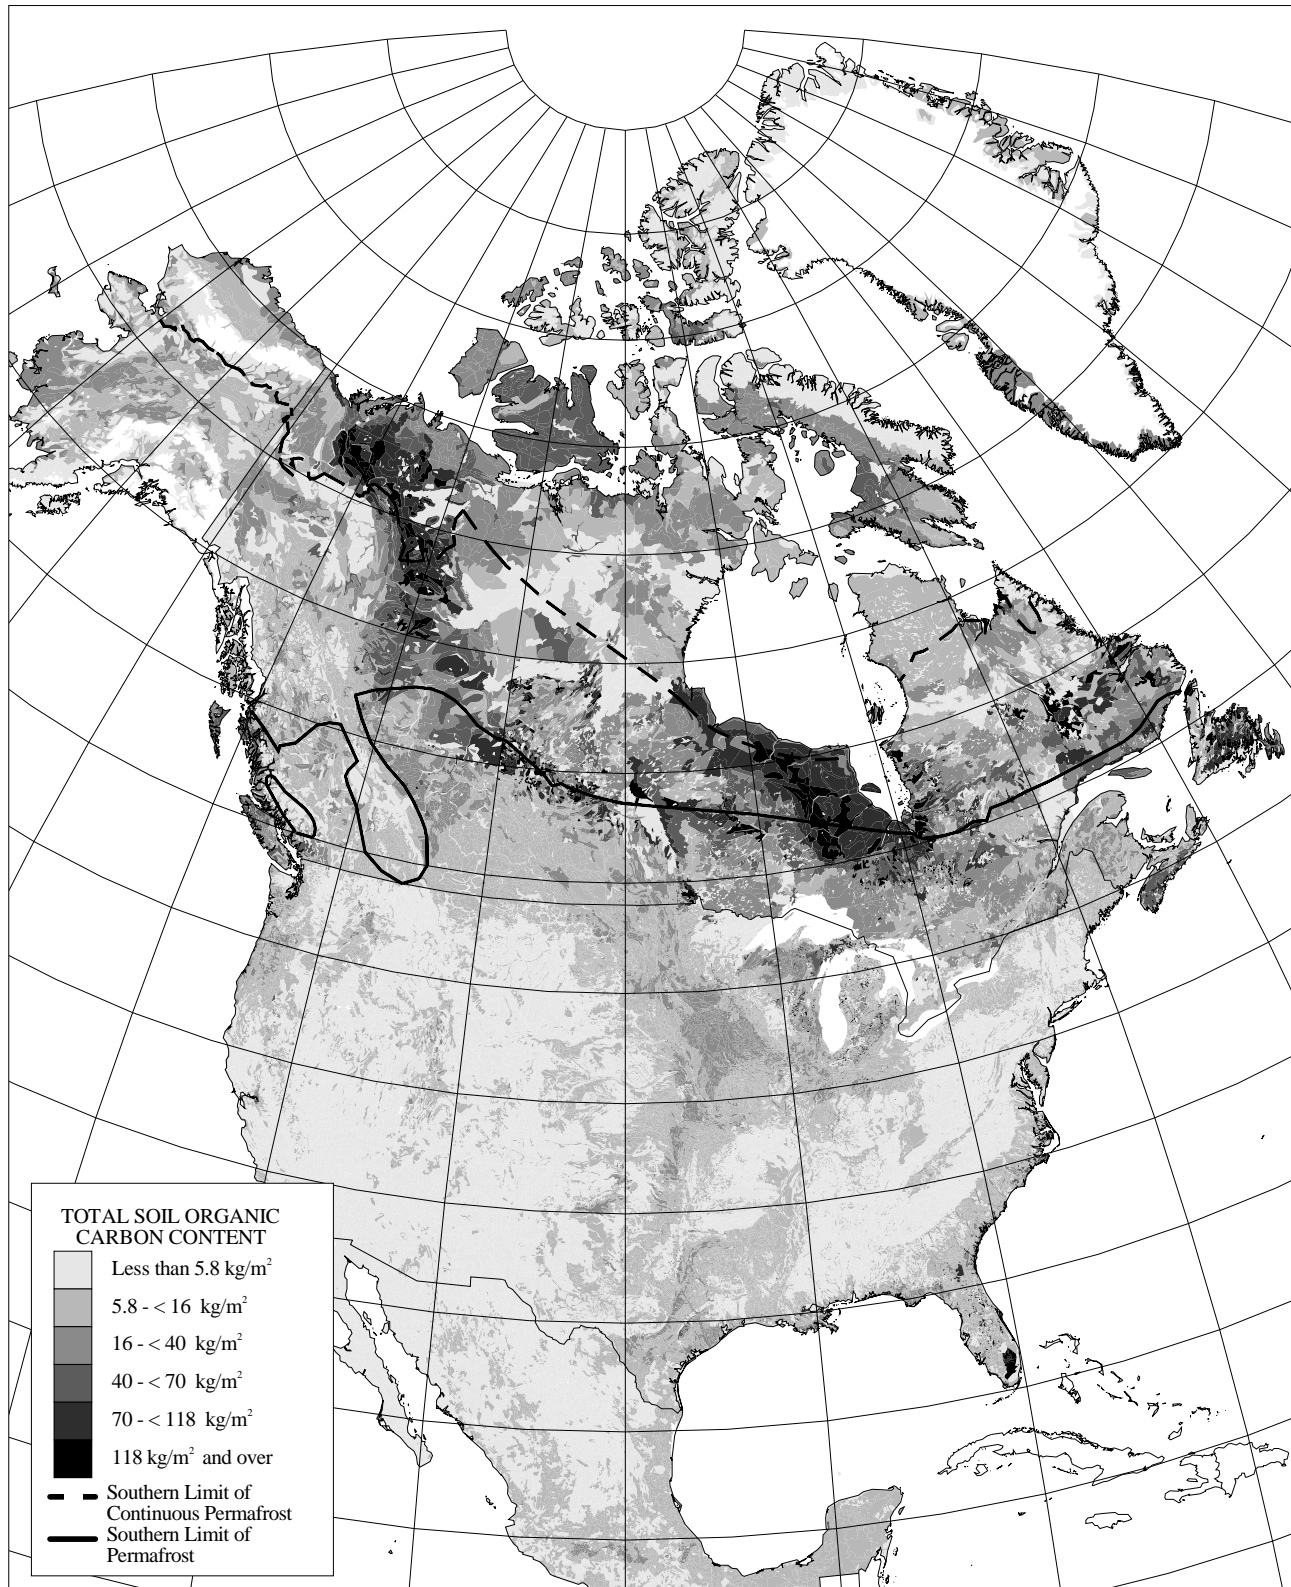 TOTAL SOIL ORGANIC
CARBON CONTENT
Less than 5.8 kg/m²
5.8 - < 16 kg/m²
16 - < 40 kg/m²
40 - < 70 kg/m²
70 - < 118 kg/m²
118 kg/m² and over
Southern Limit of
Continuous Permafrost
Southern Limit of
Permafrost